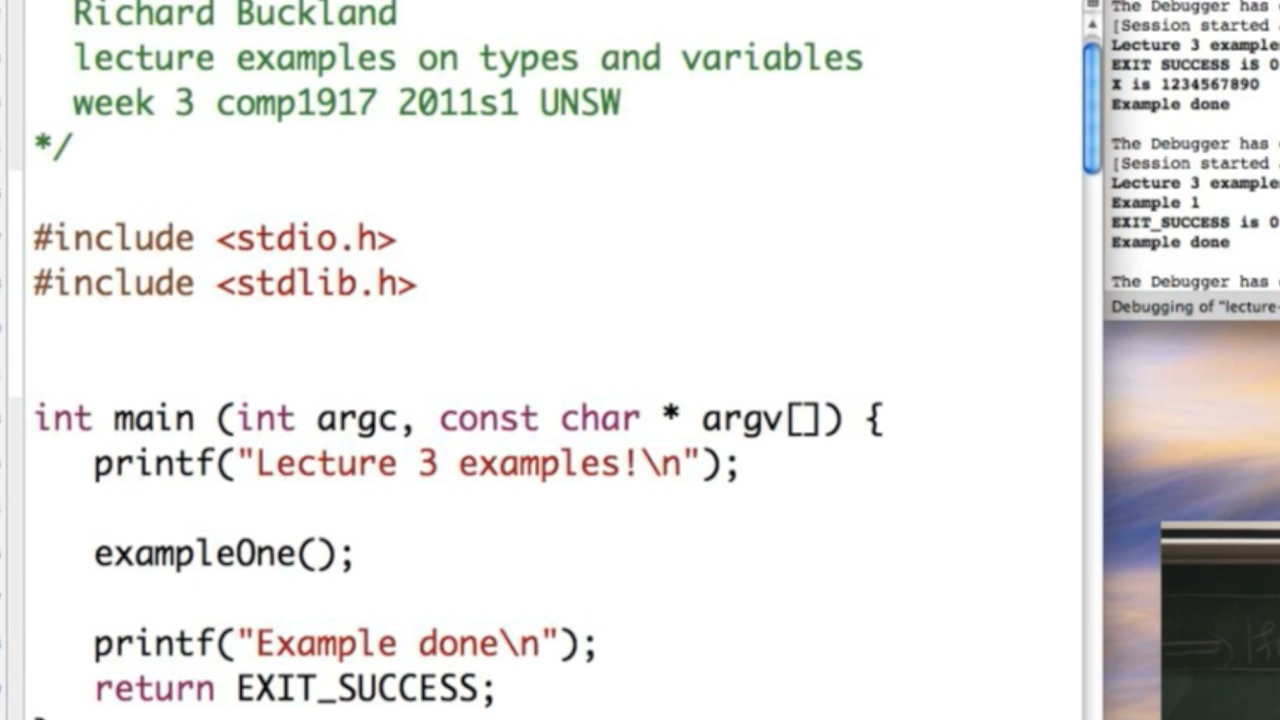 Richard Buckland
lecture examples on types and variables
week 3 comp1917 2011s1 UNSW
*/
#include <stdio.h>
#include <stdlib.h>
int main (int argc, const char * argv[]) {
printf("Lecture 3 examples!\n");
exampleOne();
printf("Example done\n");
return EXIT_SUCCESS;
The Debugger has
[Session started
Lecture 3 example
EXIT SUCCESS is 0
X is 1234567890
Example done
The Debugger has
[Session started
Lecture 3 example
Example 1
EXIT_SUCCESS is 0
Example done
The Debugger has
Debugging of "lecture-